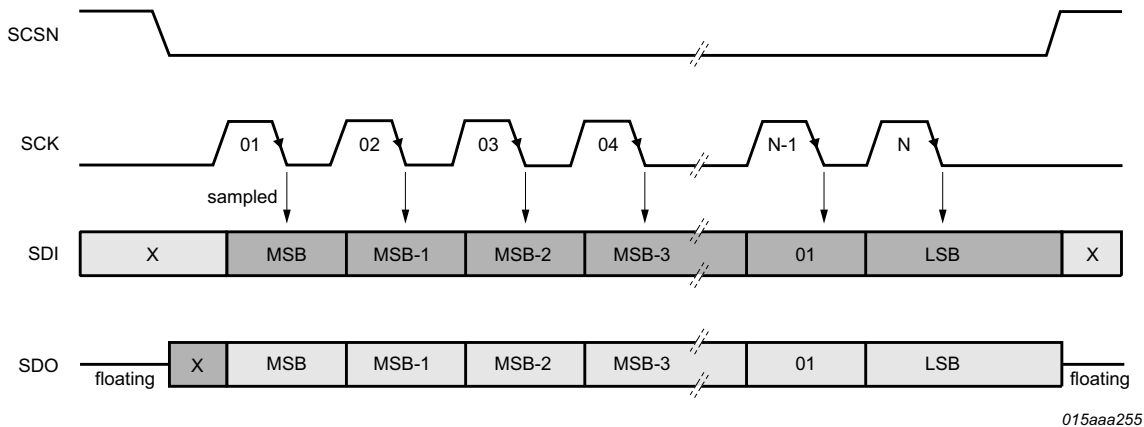 SCSN
SCK 01 02 03 04 N-1 N
sampled
SDI X MSB MSB-1 MSB-2 MSB-3 01 LSB X
SDO X MSB MSB-1 MSB-2 MSB-3 01 LSB
floating floating
015aaa255